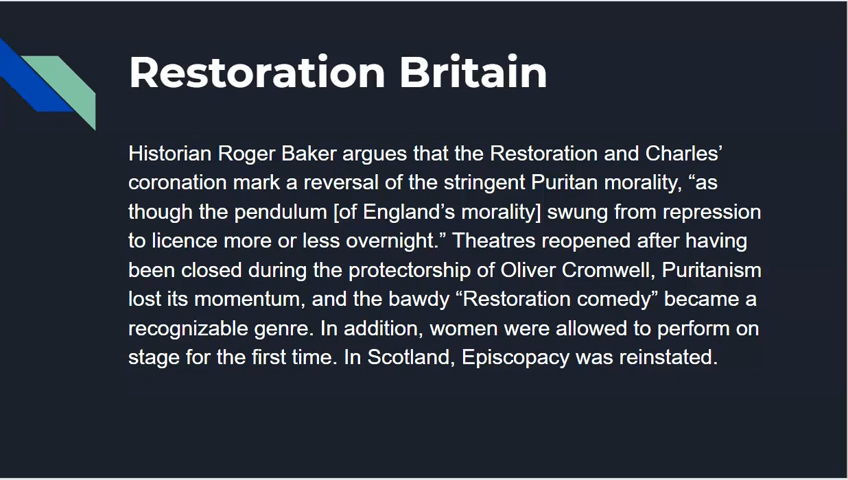 Restoration Britain
Historian Roger Baker argues that the Restoration and Charles’
coronation mark a reversal of the stringent Puritan morality, “as
though the pendulum [of England’s morality] swung from repression
to licence more or less overnight.” Theatres reopened after having
been closed during the protectorship of Oliver Cromwell, Puritanism
lost its momentum, and the bawdy “Restoration comedy” became a
recognizable genre. In addition, women were allowed to perform on
stage for the first time. In Scotland, Episcopacy was reinstated.